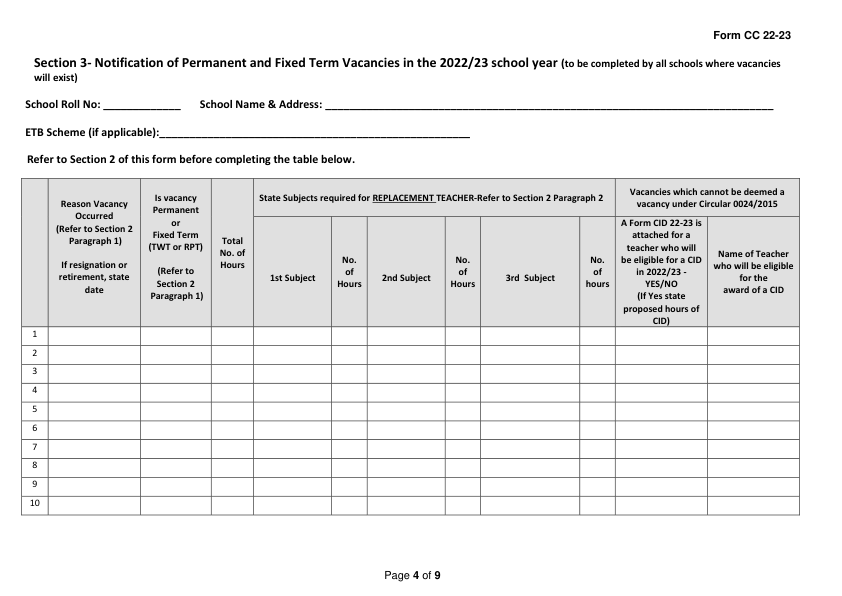 Form CC 22-23
Section 3- Notification of Permanent and Fixed Term Vacancies in the 2022/23 school year (to be completed by all schools where vacancies
will exist)
School Roll No: _____________ School Name & Address: ___________________________________________________________________________
ETB Scheme (if applicable):____________________________________________________
Refer to Section 2 of this form before completing the table below.
Reason Vacancy
Occurred
(Refer to Section 2
Paragraph 1)
If resignation or
retirement, state
date
Is vacancy
Permanent
or
Fixed Term
(TWT or RPT)
(Refer to
Section 2
Paragraph 1)
Total
No. of
Hours
State Subjects required for REPLACEMENT TEACHER-Refer to Section 2 Paragraph 2
1st Subject
No.
of
Hours
2nd Subject
No.
of
Hours
3rd Subject
No.
of
hours
Vacancies which cannot be deemed a
vacancy under Circular 0024/2015
A Form CID 22-23 is
attached for a
teacher who will
be eligible for a CID
in 2022/23 -
YES/NO
(If Yes state
proposed hours of
CID)
Name of Teacher
who will be eligible
for the
award of a CID
1
2
3
4
5
6
7
8
9
10
Page 4 of 9